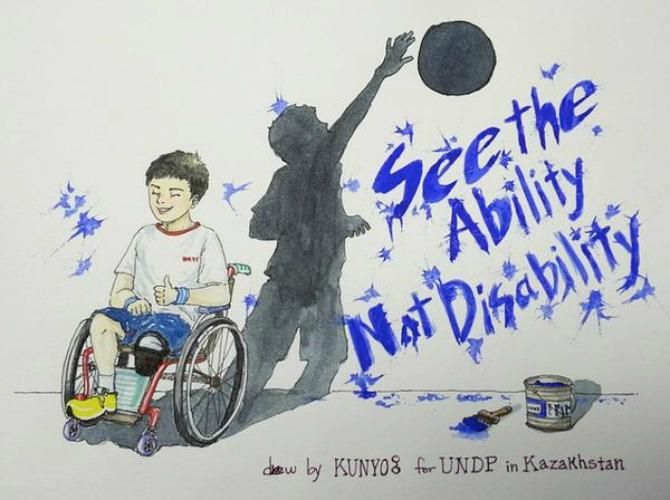 See the
Ability
Not Disability
drew by KUNYO8 for UNDP in Kazakhstan